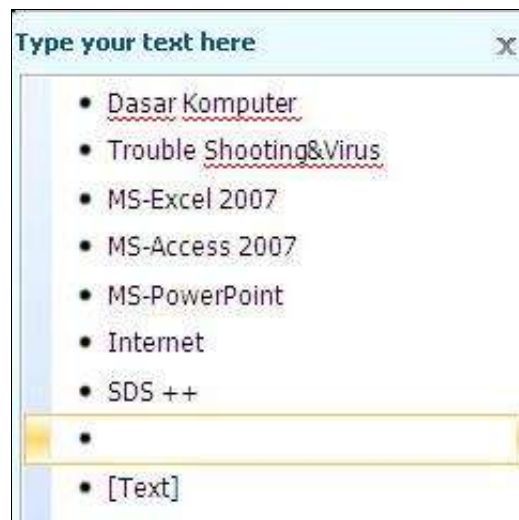 Type your text here x
• Dasar Komputer
• Trouble Shooting&Virus
• MS-Excel 2007
• MS-Access 2007
• MS-PowerPoint
• Internet
• SDS ++
•
• [Text]